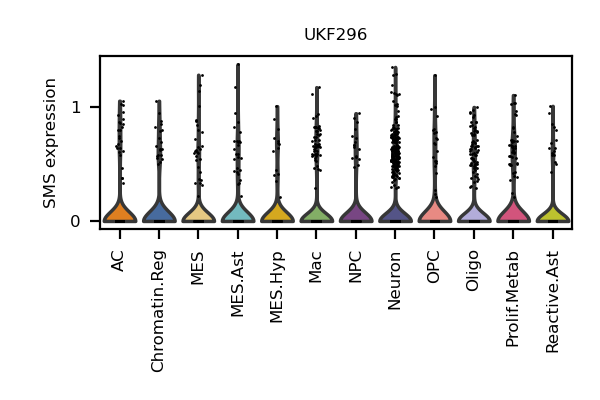 UKF296
SMS expression
1
0
AC
Chromatin.Reg
MES
MES.Ast
MES.Hyp
Mac
NPC
Neuron
OPC
Oligo
Prolif.Metab
Reactive.Ast